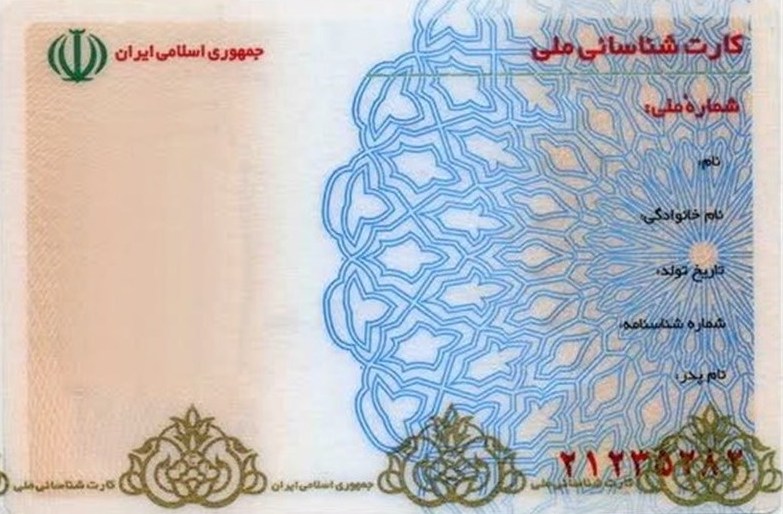 کارت شناسائی ملی
جمهوری اسلامی ایران
شمارهٔ ملی:
نام:
نام خانوادگی:
تاریخ تولد:
شماره شناسنامه:
نام پدر:
۲۱۲۳۵۲۸۲
کارت شناسائی ملی
جمهوری اسلامی ایران
کارت شناسائی ملی